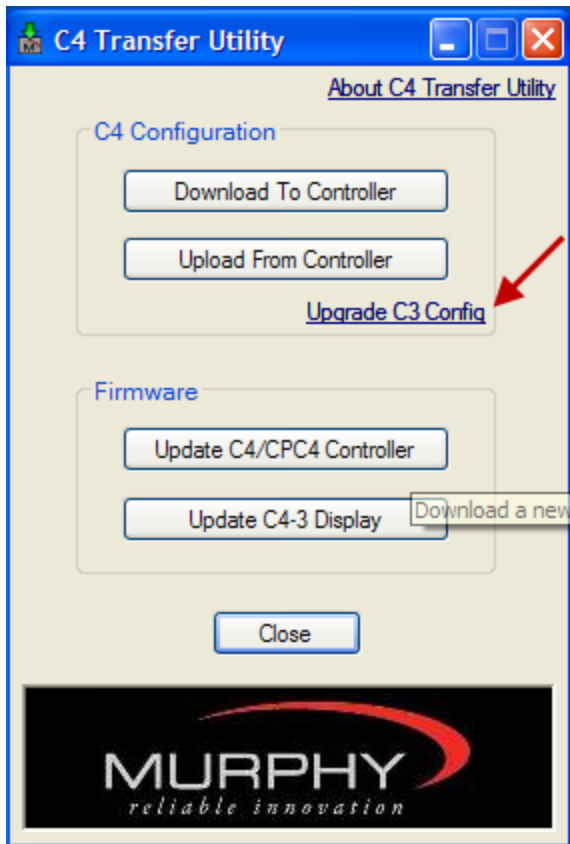 C4 Transfer Utility
About C4 Transfer Utility
C4 Configuration
Download To Controller
Upload From Controller
Upgrade C3 Config
Firmware
Update C4/CPC4 Controller
Update C4-3 Display
Download a new
Close
MURPHY
reliable innovation